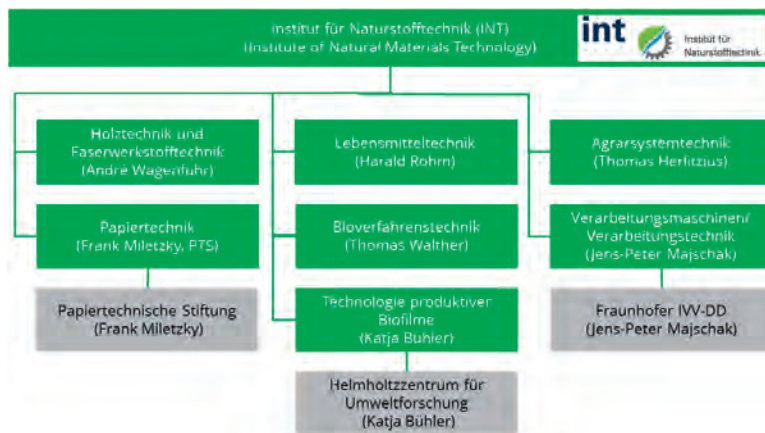 Institut für Naturstofftechnik (INT)
(Institute of Natural Materials Technology)
int
Institut für
Naturstofftechnik
Holztechnik und
Faserwerkstofftechnik
(André Wagenführ)
Lebensmitteltechnik
(Harald Rohm)
Agrarsystemtechnik
(Thomas Herlitzius)
Papiertechnik
(Frank Miletzky, PTS)
Bioverfahrenstechnik
(Thomas Walther)
Verarbeitungsmaschinen/
Verarbeitungstechnik
(Jens-Peter Majschak)
Papiertechnische Stiftung
(Frank Miletzky)
Technologie produktiver
Biofilme
(Katja Bühler)
Fraunhofer IVV-DD
(Jens-Peter Majschak)
Helmholtzzentrum für
Umweltforschung
(Katja Bühler)